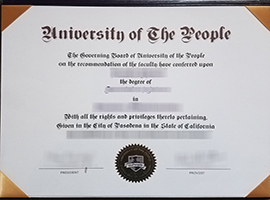 University of The People
The Governing Board of University of the People
on the recommendation of the faculty have conferred upon
the degree of
in
With all the rights and privileges thereto pertaining.
Given in the City of Pasadena in the State of California
PRESIDENT
PROVOST